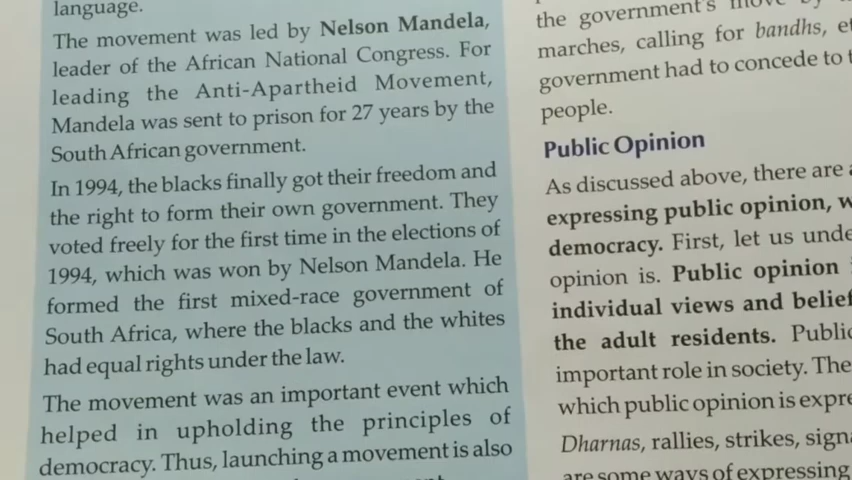 language.
The movement was led by Nelson Mandela,
leader of the African National Congress. For
leading the Anti-Apartheid Movement,
Mandela was sent to prison for 27 years by the
South African government.
In 1994, the blacks finally got their freedom and
the right to form their own government. They
voted freely for the first time in the elections of
1994, which was won by Nelson Mandela. He
formed the first mixed-race government of
South Africa, where the blacks and the whites
had equal rights under the law.
The movement was an important event which
helped in upholding the principles of
democracy. Thus, launching a movement is also
the government's move by
marches, calling for bandhs,
government had to concede to
people.
Public Opinion
As discussed above, there are
expressing public opinion,
democracy. First, let us
opinion is. Public opinion
individual views and
the adult residents.
important role in society.
which public opinion is
Dharnas, rallies, strikes,
are some ways of expressing